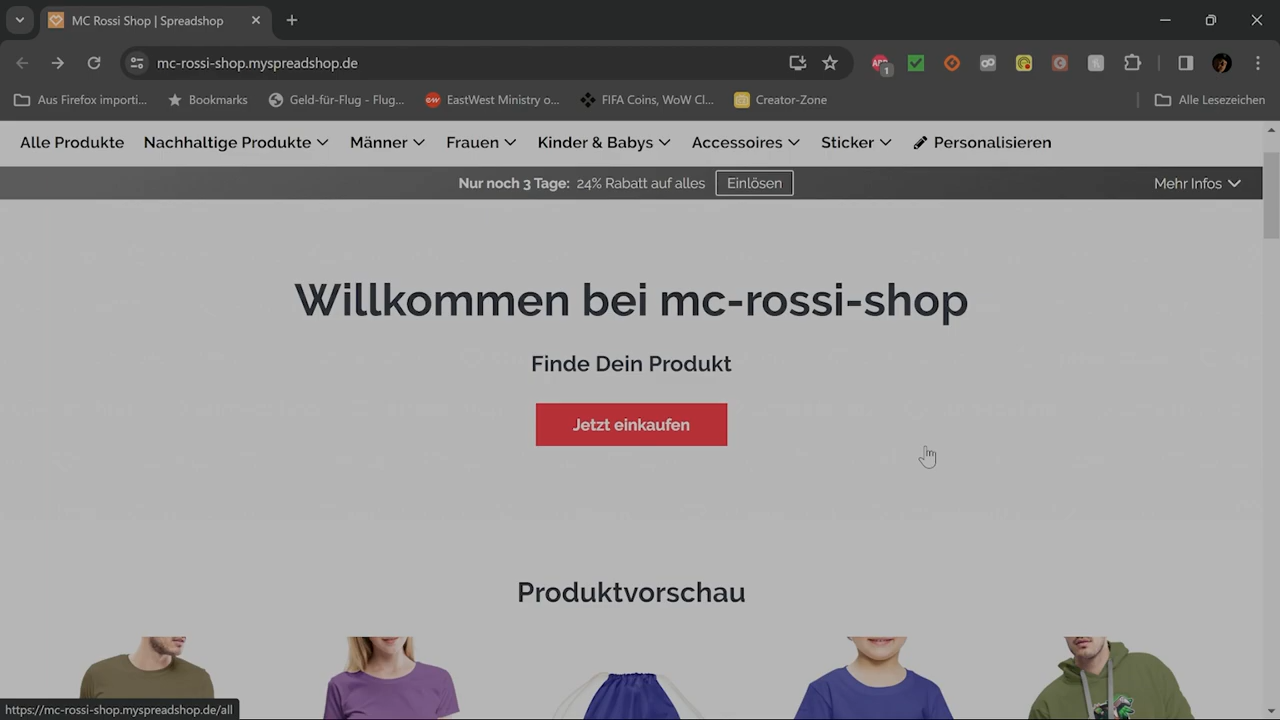 MC Rossi Shop | Spreadshop
mc-rossi-shop.myspreadshop.de
ABP
1
Aus Firefox importi...
Bookmarks
Geld-für-Flug - Flug...
EastWest Ministry o...
FIFA Coins, WoW Cl...
Creator-Zone
Alle Lesezeichen
Alle Produkte
Nachhaltige Produkte
Männer
Frauen
Kinder & Babys
Accessoires
Sticker
Personalisieren
Nur noch 3 Tage: 24% Rabatt auf alles
Einlösen
Mehr Infos
Willkommen bei mc-rossi-shop
Finde Dein Produkt
Jetzt einkaufen
Produktvorschau
https://mc-rossi-shop.myspreadshop.de/all